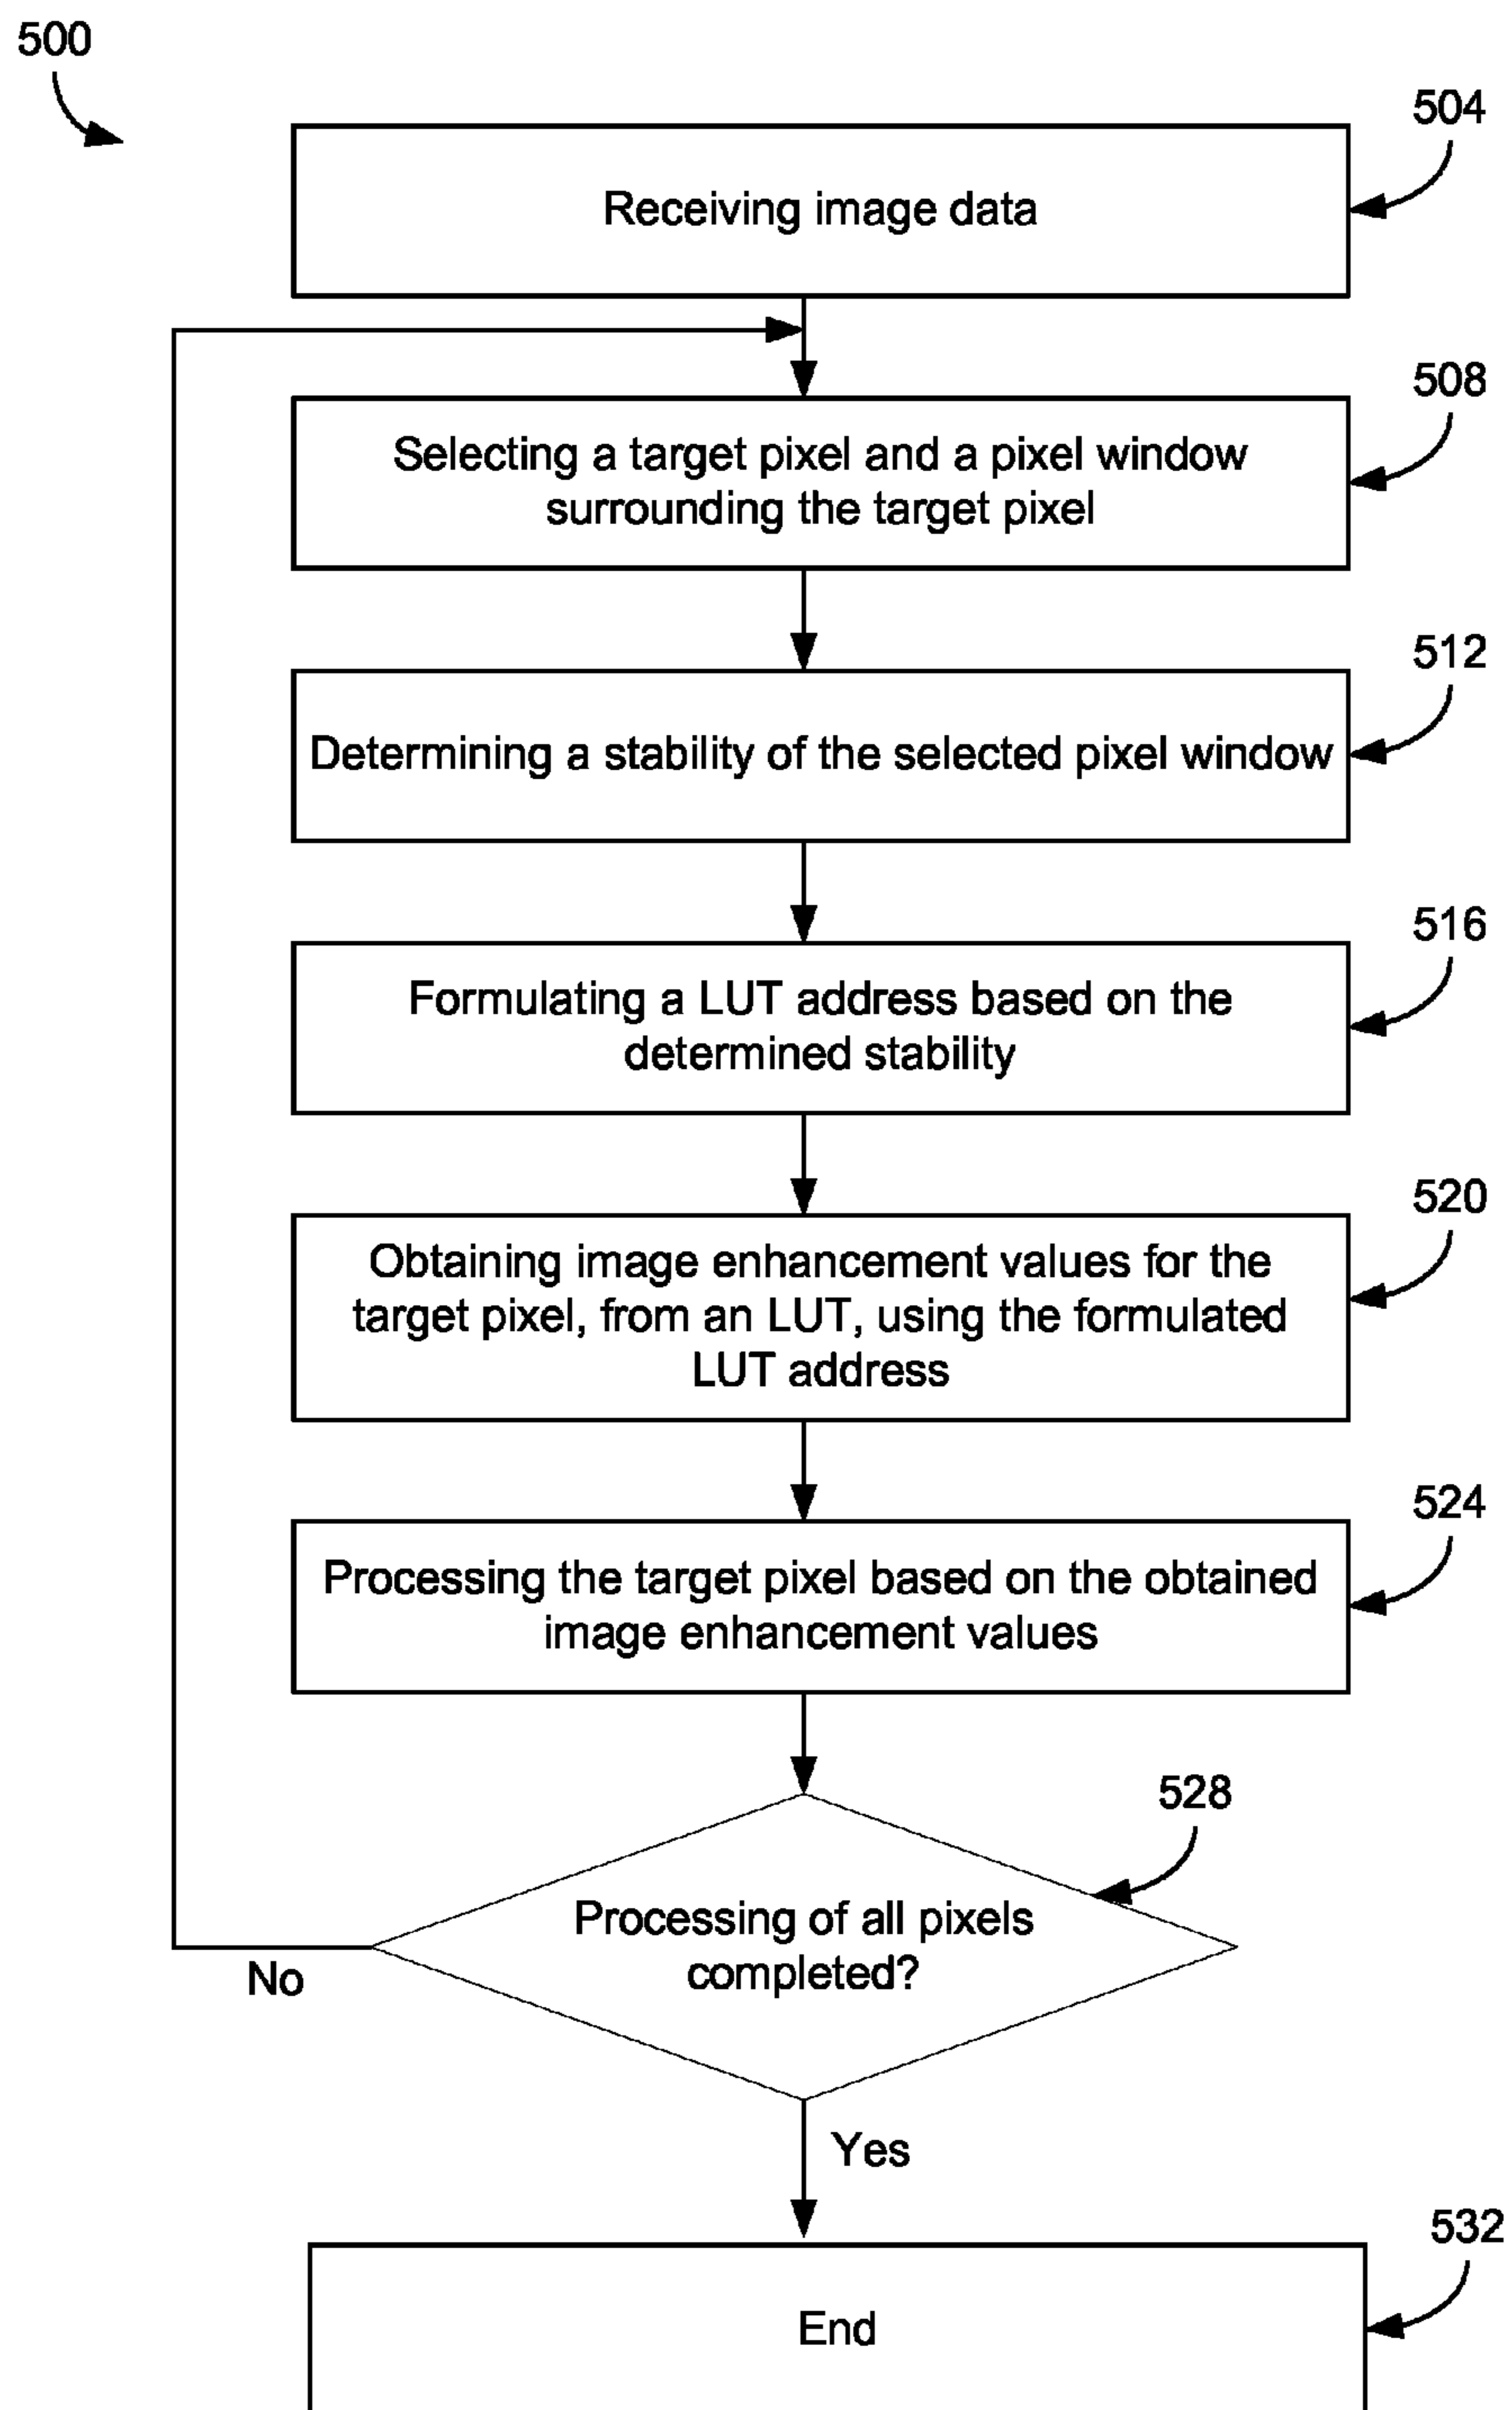 500
504
Receiving image data
508
Selecting a target pixel and a pixel window
surrounding the target pixel
512
Determining a stability of the selected pixel window
516
Formulating a LUT address based on the
determined stability
520
Obtaining image enhancement values for the
target pixel, from an LUT, using the formulated
LUT address
524
Processing the target pixel based on the obtained
image enhancement values
528
Processing of all pixels
completed?
No
Yes
532
End